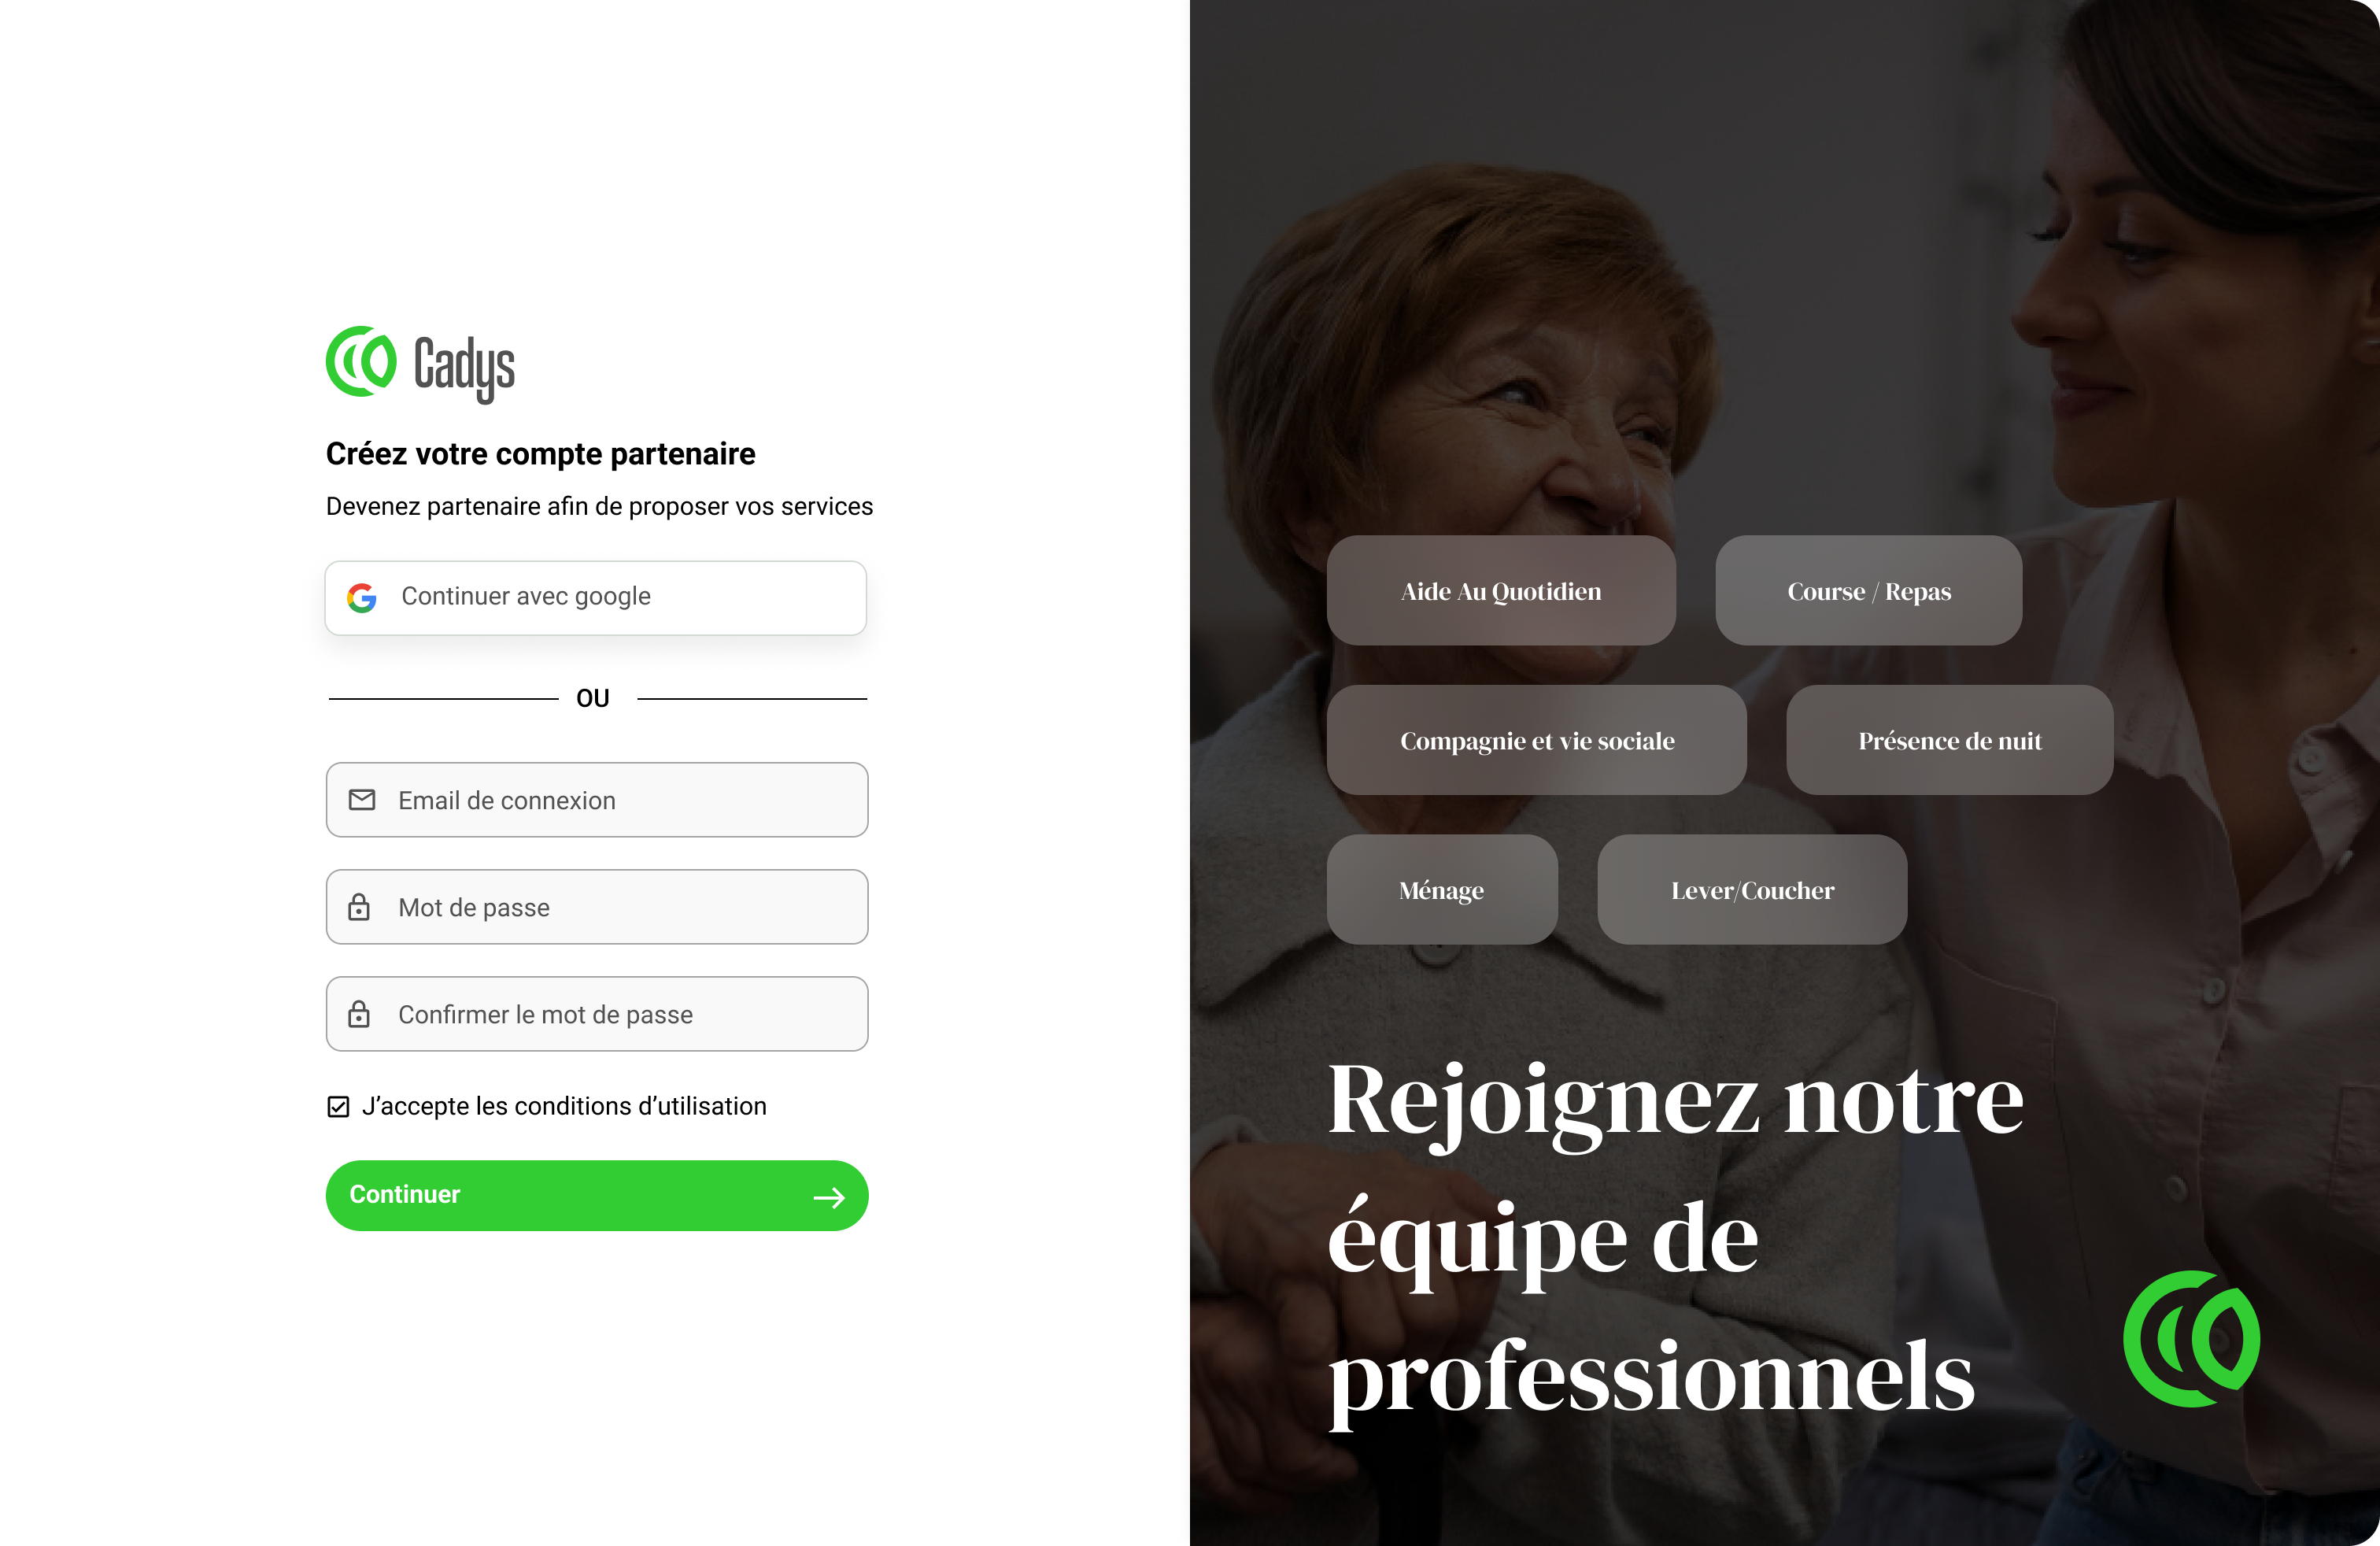 Cadys
Créez votre compte partenaire
Devenez partenaire afin de proposer vos services
Continuer avec google
OU
Email de connexion
Mot de passe
Confirmer le mot de passe
J’accepte les conditions d’utilisation
Continuer
Aide Au Quotidien
Course / Repas
Compagnie et vie sociale
Présence de nuit
Ménage
Lever/Coucher
Rejoignez notre
équipe de
professionnels